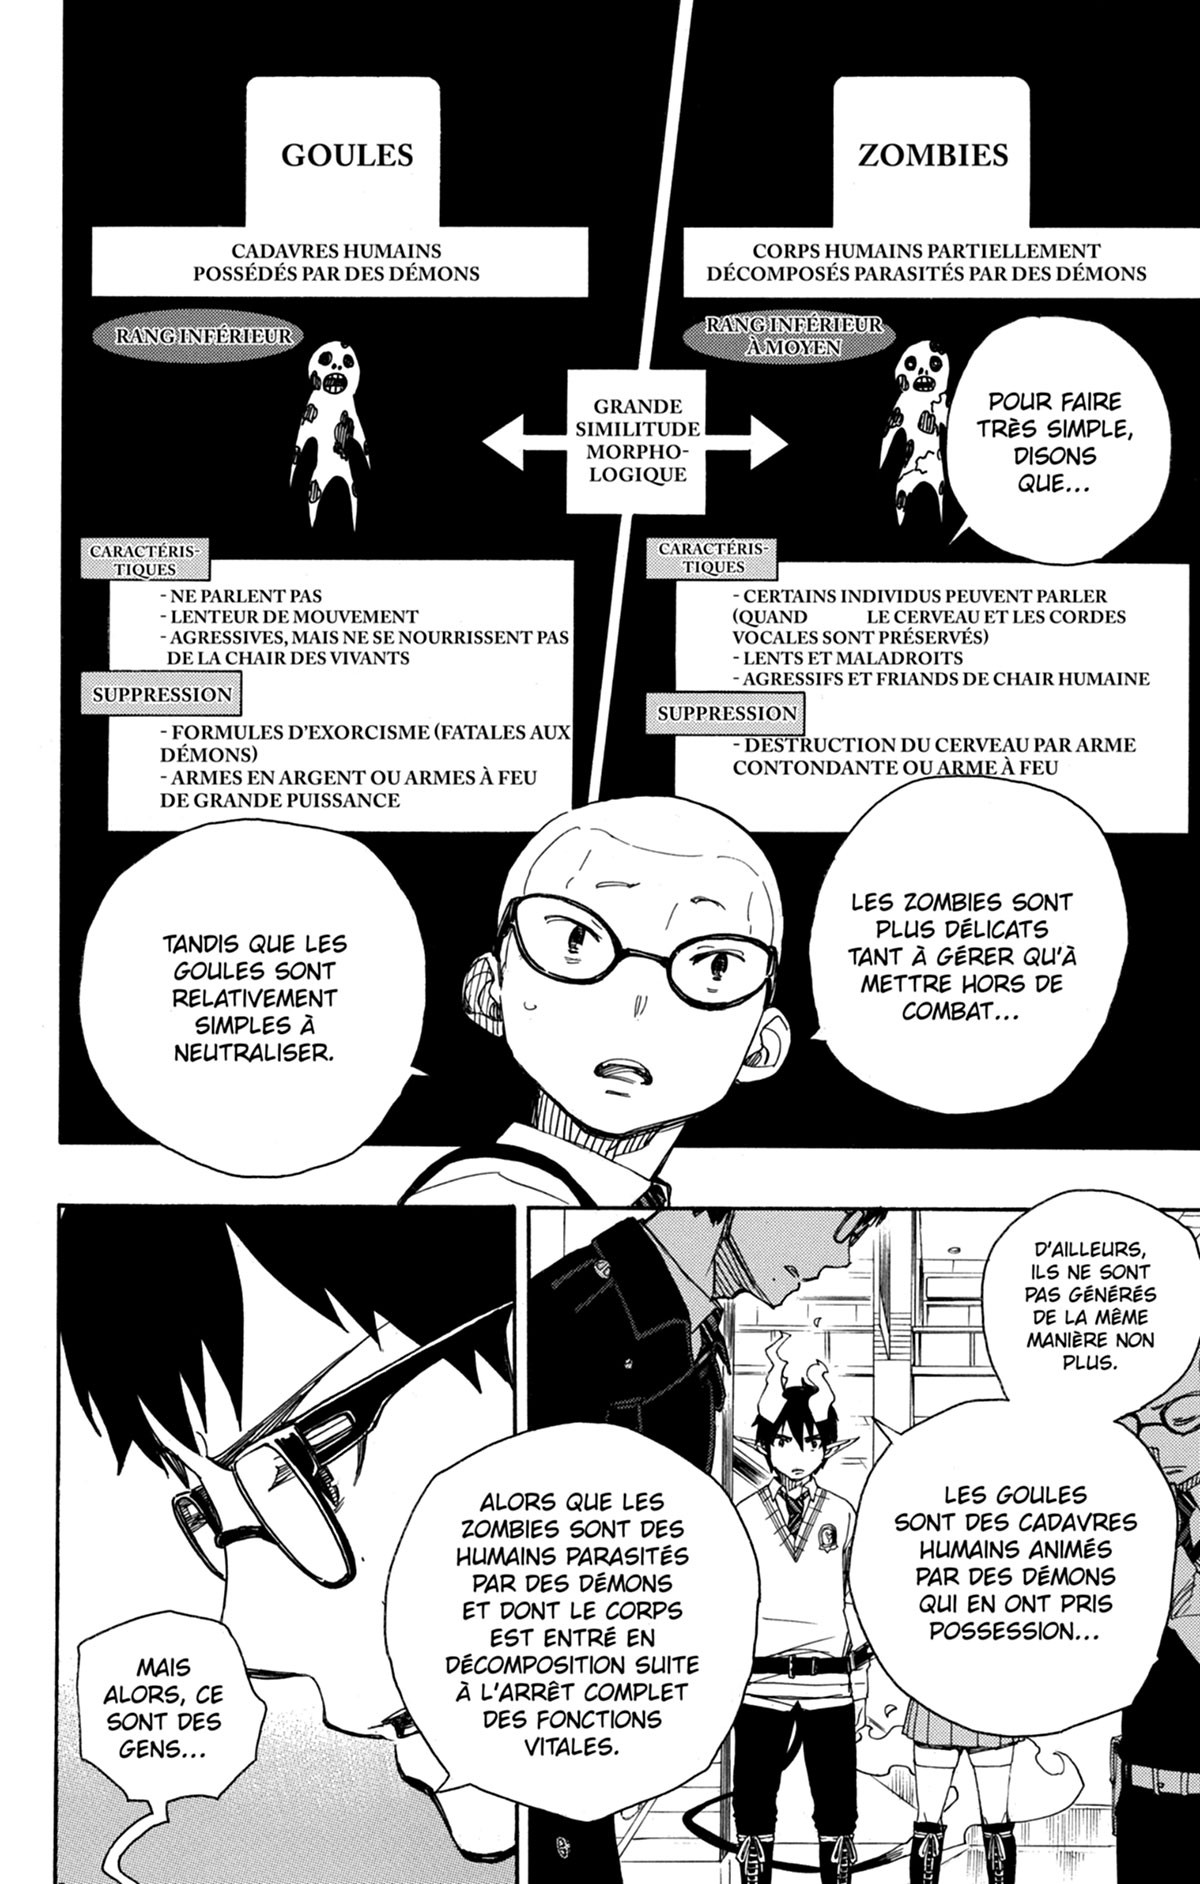 GOULES
CADAVRES HUMAINS
POSSÉDÉS PAR DES DÉMONS
RANG INFÉRIEUR
ZOMBIES
CORPS HUMAINS PARTIELLEMENT
DÉCOMPOSÉS PARASITÉS PAR DES DÉMONS
RANG INFÉRIEUR
À MOYEN
GRANDE
SIMILITUDE
MORPHO-
LOGIQUE
POUR FAIRE
TRÈS SIMPLE,
DISONS
QUE...
CARACTÉRIS-
TIQUES
- NE PARLENT PAS
- LENTEUR DE MOUVEMENT
- AGRESSIVES, MAIS NE SE NOURRISSENT PAS
DE LA CHAIR DES VIVANTS
SUPPRESSION
- FORMULES D'EXORCISME (FATALES AUX
DÉMONS)
- ARMES EN ARGENT OU ARMES À FEU
DE GRANDE PUISSANCE
CARACTÉRIS-
TIQUES
- CERTAINS INDIVIDUS PEUVENT PARLER
(QUAND LE CERVEAU ET LES CORDES
VOCALES SONT PRÉSERVÉS)
- LENTS ET MALADROITS
- AGRESSIFS ET FRIANDS DE CHAIR HUMAINE
SUPPRESSION
- DESTRUCTION DU CERVEAU PAR ARME
CONTONDANTE OU ARME À FEU
LES ZOMBIES SONT
PLUS DÉLICATS
TANT À GÉRER QU'À
METTRE HORS DE
COMBAT...
TANDIS QUE LES
GOULES SONT
RELATIVEMENT
SIMPLES À
NEUTRALISER.
D'AILLEURS,
ILS NE SONT
PAS GÉNÉRÉS
DE LA MÊME
MANIÈRE NON
PLUS.
LES GOULES
SONT DES CADAVRES
HUMAINS ANIMÉS
PAR DES DÉMONS
QUI EN ONT PRIS
POSSESSION...
ALORS QUE LES
ZOMBIES SONT DES
HUMAINS PARASITÉS
PAR DES DÉMONS
ET DONT LE CORPS
EST ENTRÉ EN
DÉCOMPOSITION SUITE
À L'ARRÊT COMPLET
DES FONCTIONS
VITALES.
MAIS
ALORS, CE
SONT DES
GENS...